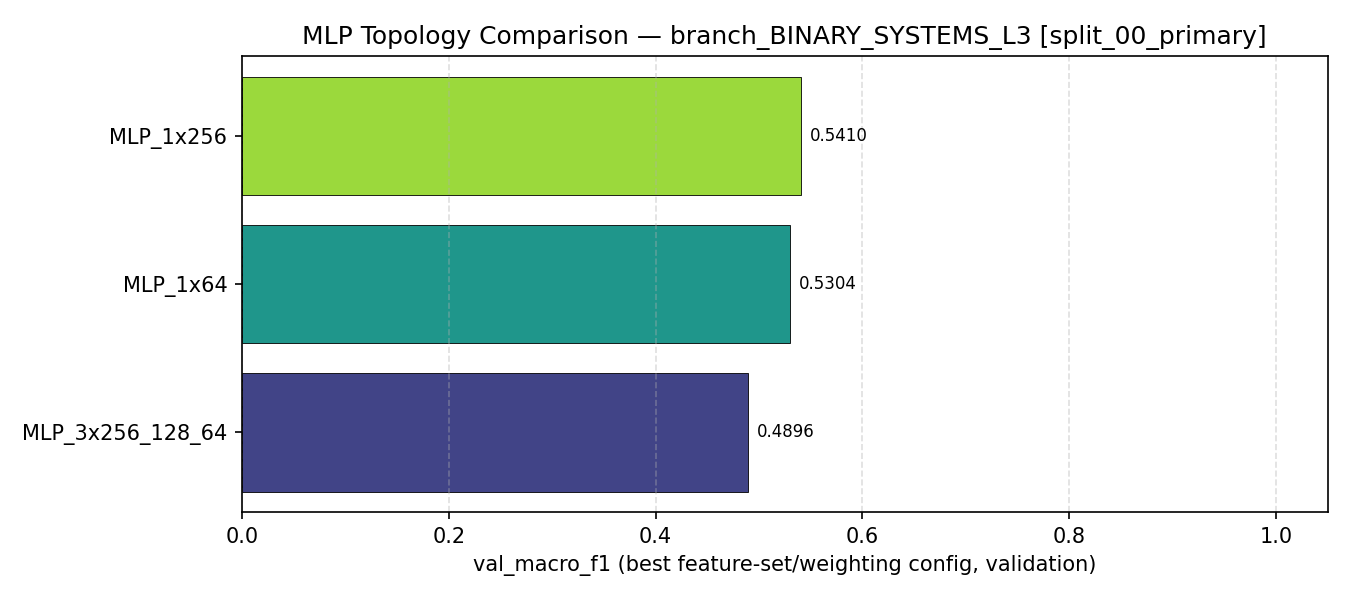 MLP Topology Comparison — branch_BINARY_SYSTEMS_L3 [split_00_primary]
MLP_1x256
0.5410
MLP_1x64
0.5304
MLP_3x256_128_64
0.4896
0.0 0.2 0.4 0.6 0.8 1.0
val_macro_f1 (best feature-set/weighting config, validation)